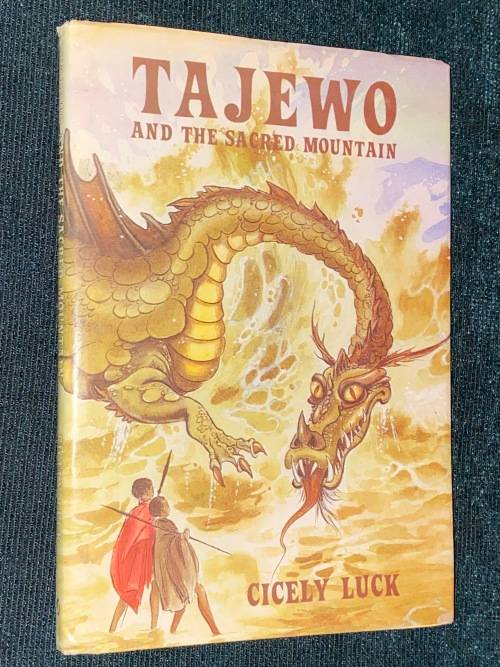 TAJEWO
AND THE SACRED MOUNTAIN
CICELY LUCK